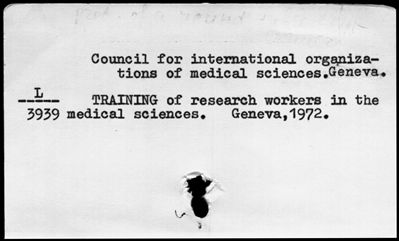 Council for international organiza-
tions of medical sciences.Geneva.
L
TRAINING of research workers in the
3939 medical sciences. Geneva,1972.